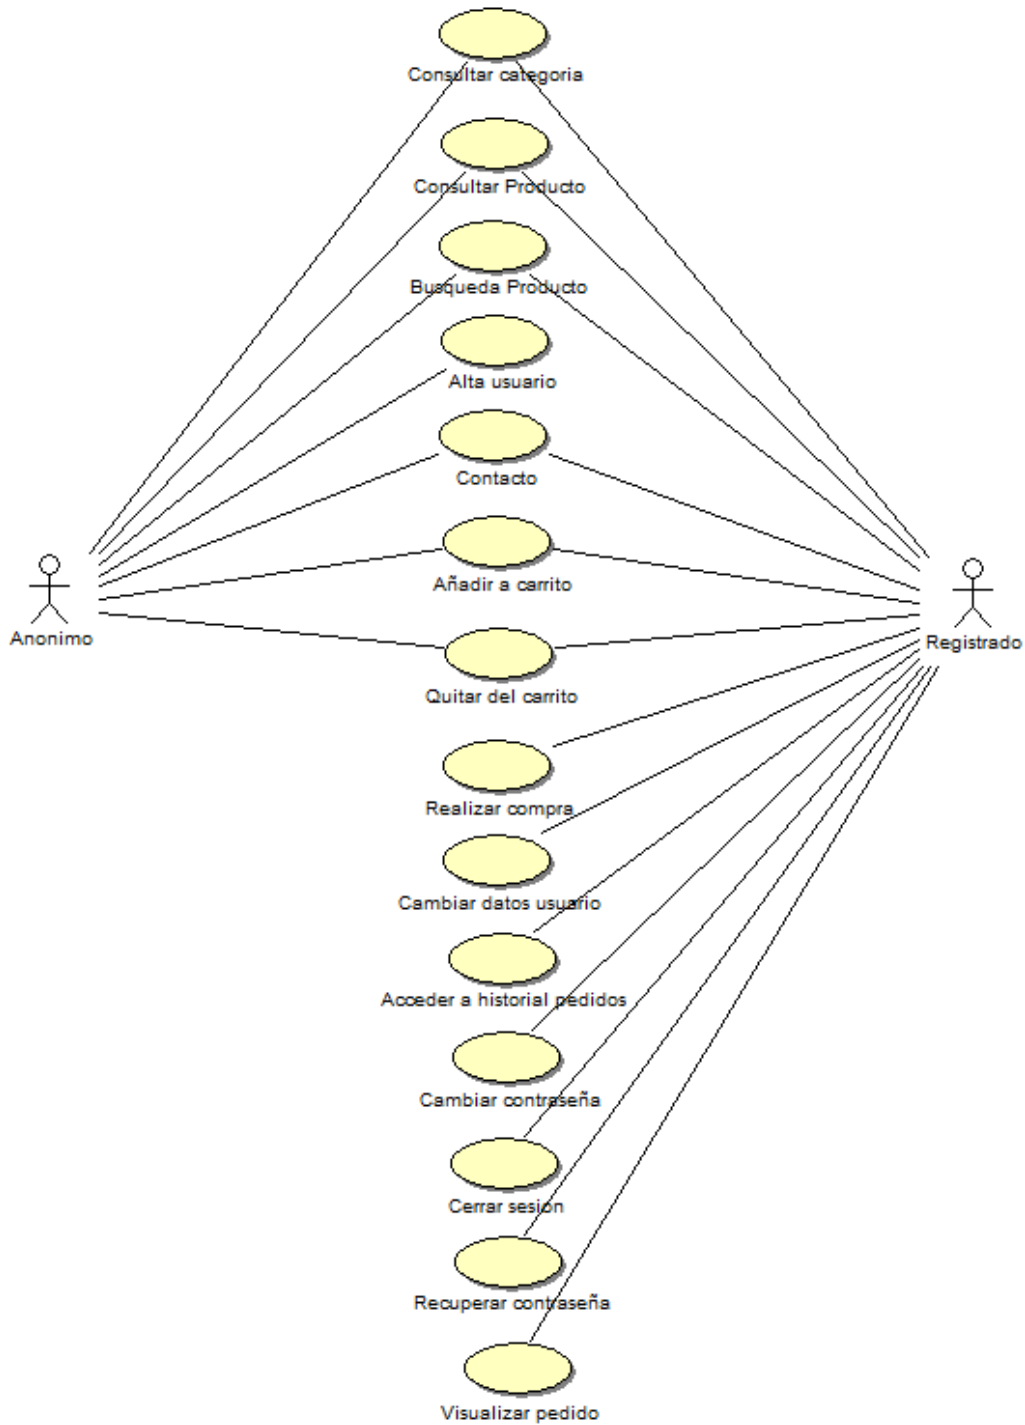 Consultar categoria
Consultar Producto
Busqueda Producto
Alta usuario
Contacto
Añadir a carrito
Anonimo
Registrado
Quitar del carrito
Realizar compra
Cambiar datos usuario
Acceder a historial pedidos
Cambiar contraseña
Cerrar sesión
Recuperar contraseña
Visualizar pedido